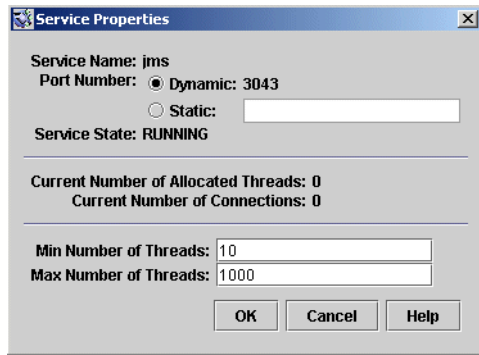 Service Properties
Service Name: jms
Port Number: Dynamic: 3043
Static:
Service State: RUNNING
Current Number of Allocated Threads: 0
Current Number of Connections: 0
Min Number of Threads: 10
Max Number of Threads: 1000
OK Cancel Help